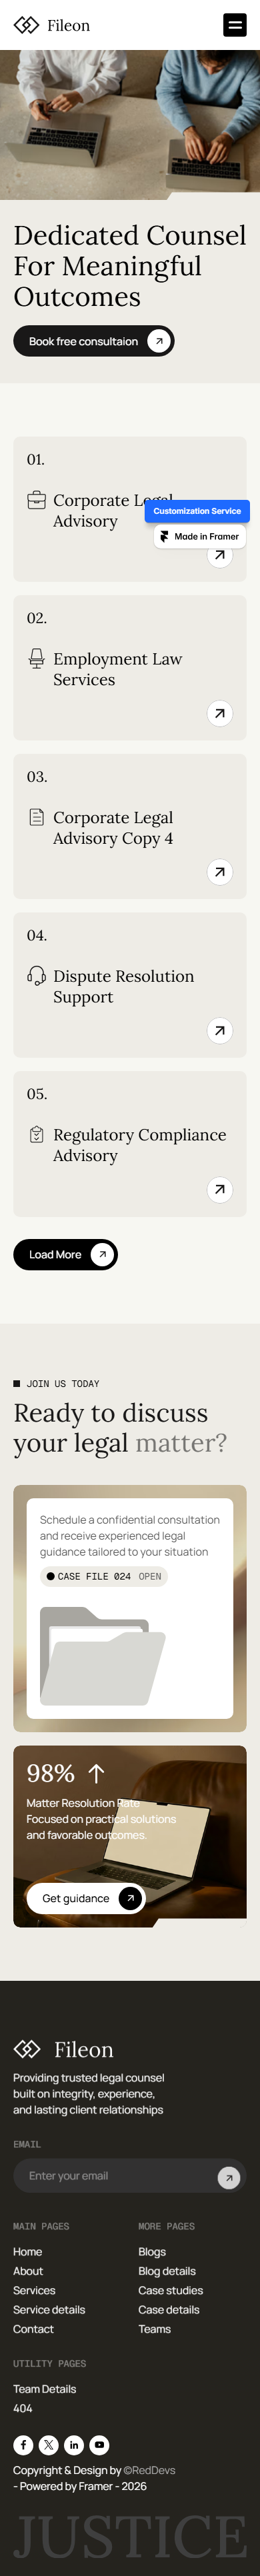 Fileon
Dedicated Counsel
For Meaningful
Outcomes
Book free consultaion
01.
Corporate Legal
Advisory
Customization Service
Made in Framer
02.
Employment Law
Services
03.
Corporate Legal
Advisory Copy 4
04.
Dispute Resolution
Support
05.
Regulatory Compliance
Advisory
Load More
JOIN US TODAY
Ready to discuss
your legal matter?
Schedule a confidential consultation
and receive experienced legal
guidance tailored to your situation
CASE FILE 024 OPEN
98%
Matter Resolution Rate
Focused on practical solutions
and favorable outcomes.
Get guidance
Fileon
Providing trusted legal counsel
built on integrity, experience,
and lasting client relationships
EMAIL
Enter your email
MAIN PAGES
Home
About
Services
Service details
Contact
MORE PAGES
Blogs
Blog details
Case studies
Case details
Teams
UTILITY PAGES
Team Details
404
Copyright & Design by ©RedDevs
- Powered by Framer - 2026
JUSTICE